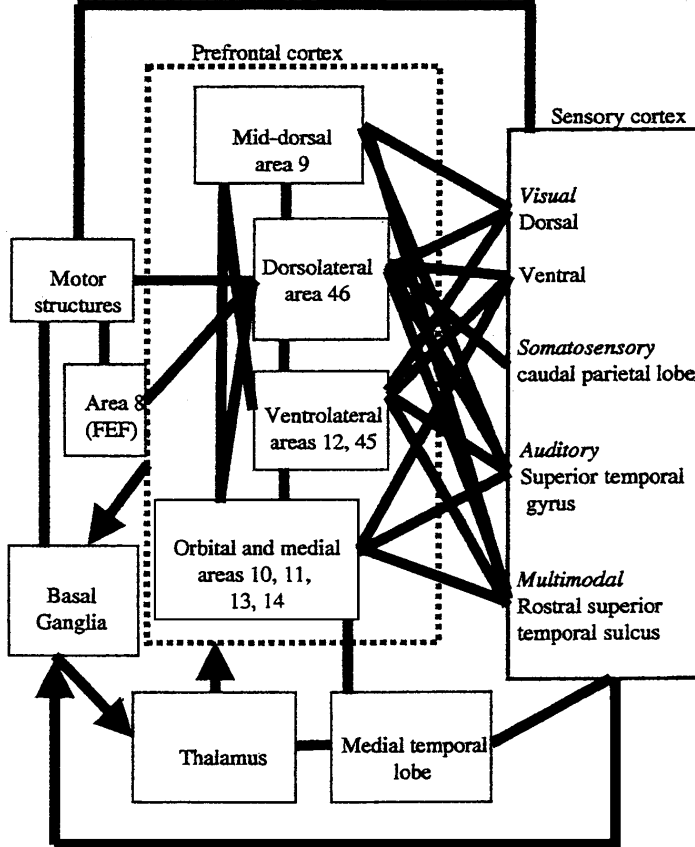 Prefrontal cortex
Sensory cortex
Mid-dorsal
area 9
Visual
Dorsal
Dorsolateral
area 46
Ventral
Motor
structures
Somatosensory
caudal parietal lobe
Area 8
(FEF)
Ventrolateral
areas 12, 45
Auditory
Superior temporal
gyrus
Orbital and medial
areas 10, 11,
13, 14
Multimodal
Rostral superior
temporal sulcus
Basal
Ganglia
Thalamus
Medial temporal
lobe